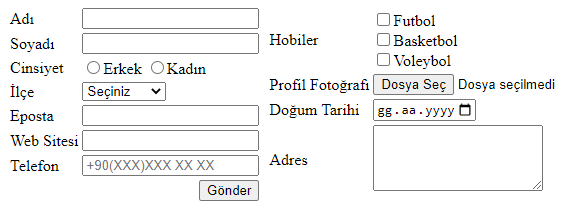 Adı
Soyadı
Cinsiyet Erkek Kadın
İlçe Seçiniz
Eposta
Web Sitesi
Telefon +90(XXX)XXX XX XX
Gönder
Hobiler
Futbol
Basketbol
Voleybol
Profil Fotoğrafı Dosya Seç Dosya seçilmedi
Doğum Tarihi gg.aa.yyyy
Adres